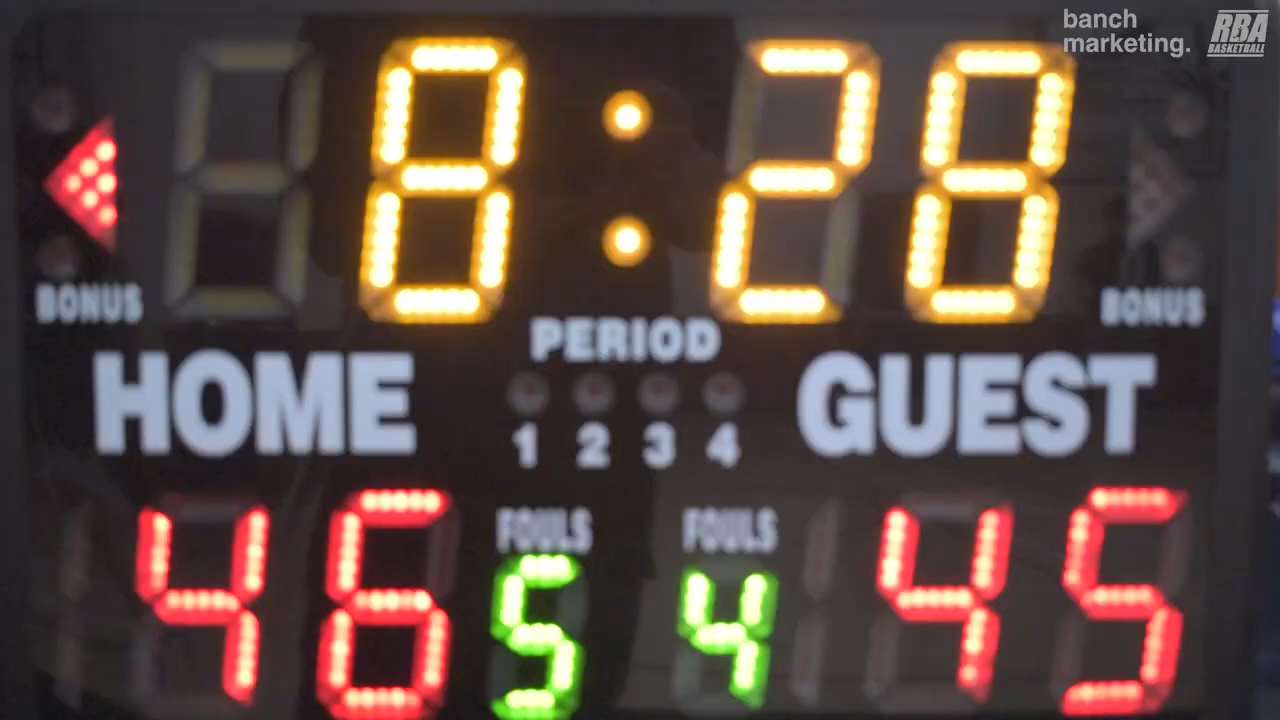 banch
marketing.
RBA
BASKETBALL
8:28
BONUS
BONUS
PERIOD
HOME
GUEST
1 2 3 4
FOULS
FOULS
46
5
4
45